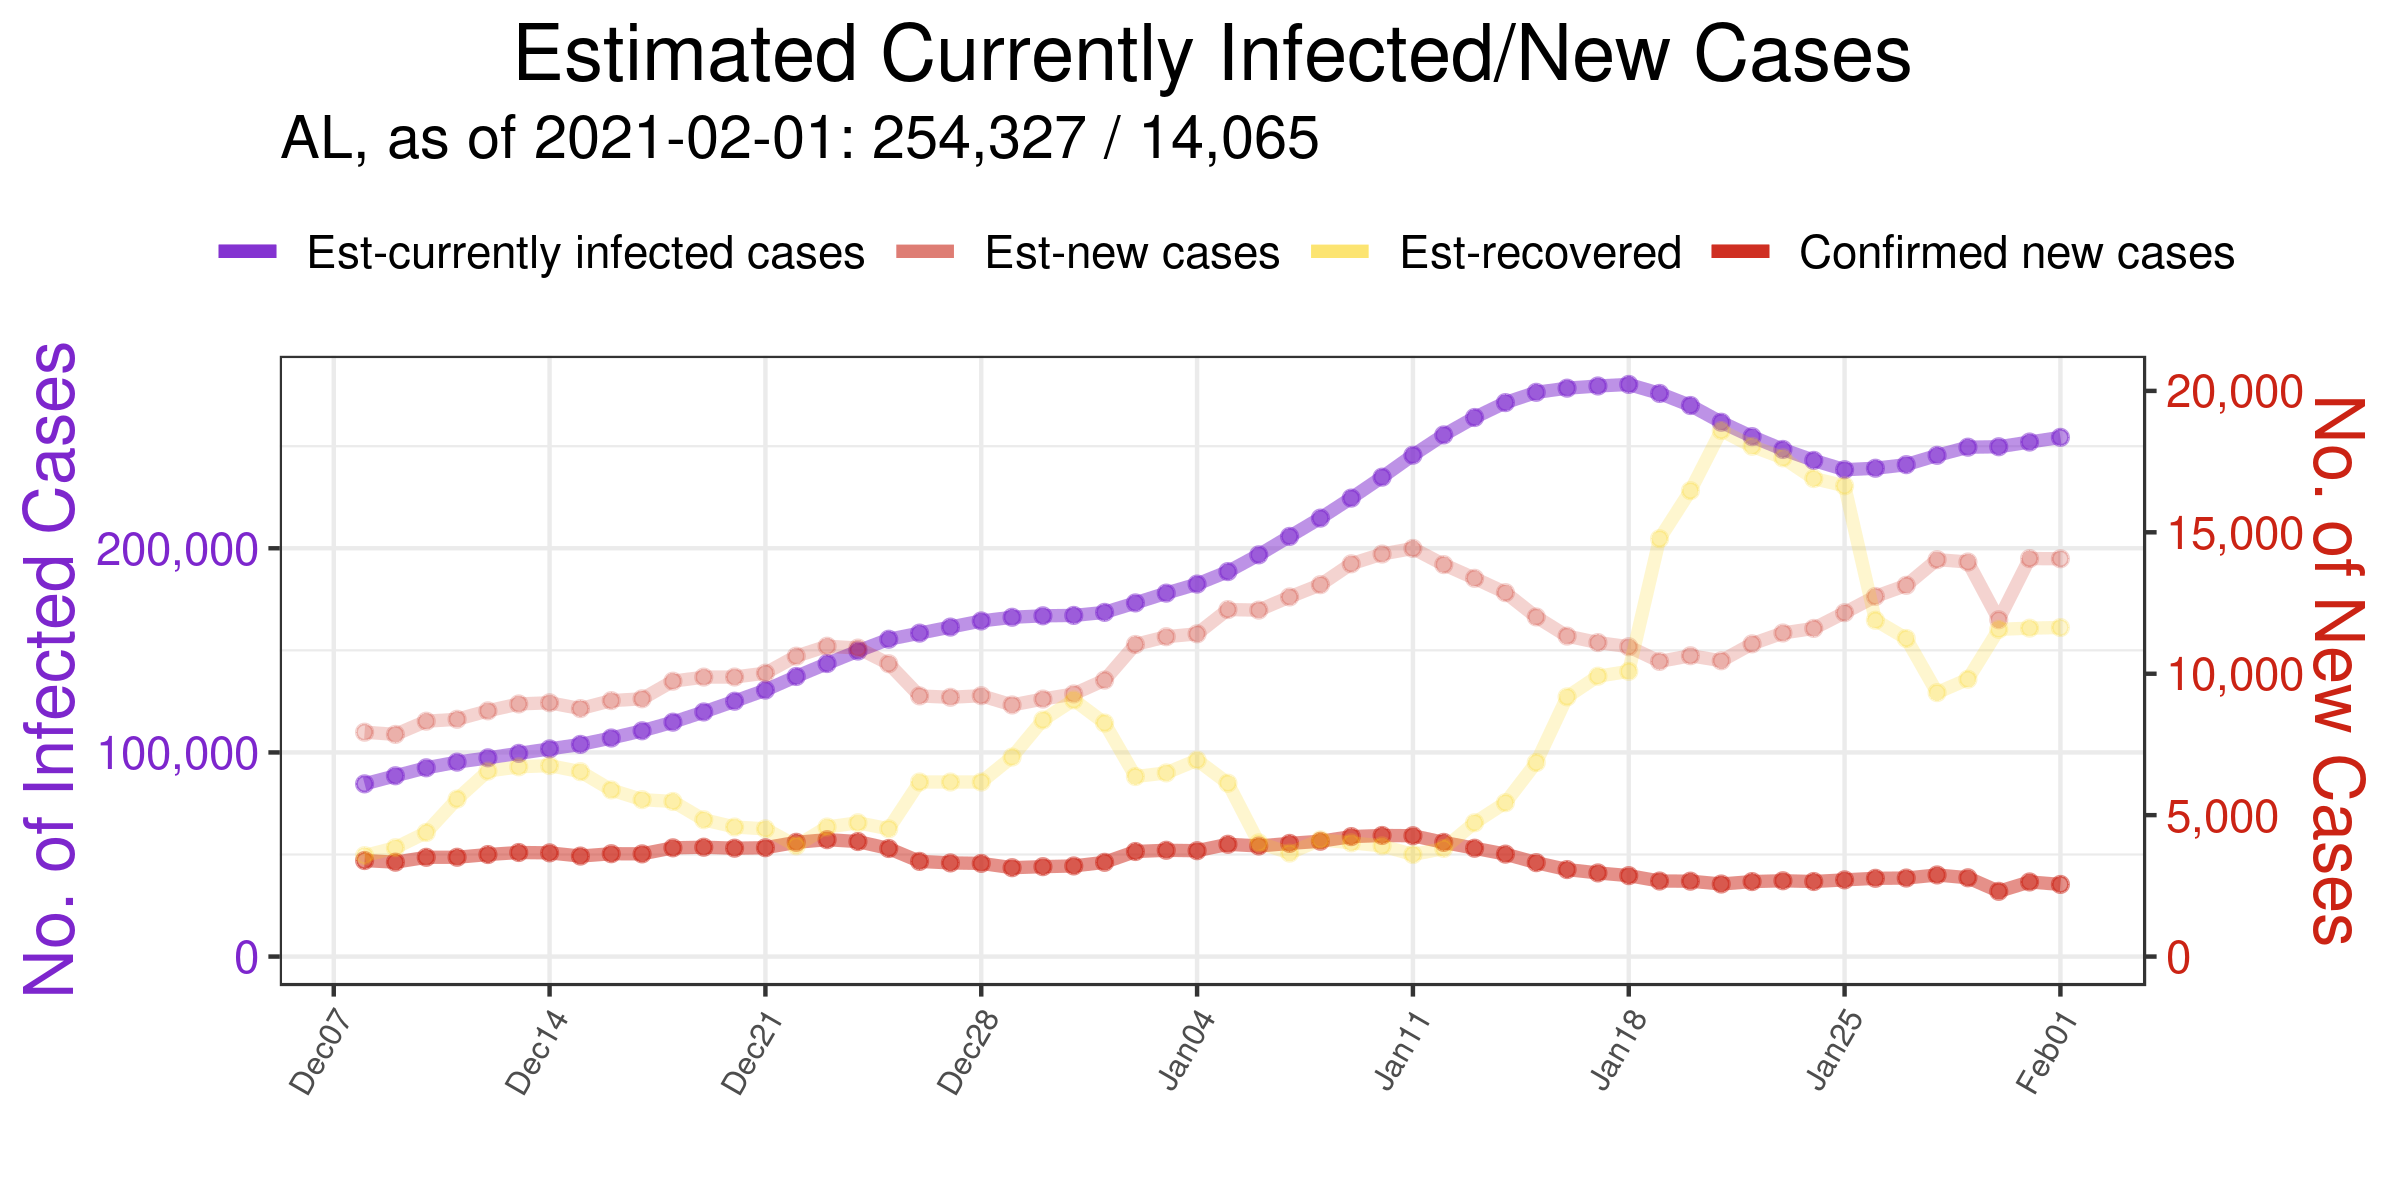 Estimated Currently Infected/New Cases
AL, as of 2021-02-01: 254,327 / 14,065
Est-currently infected cases Est-new cases Est-recovered Confirmed new cases
No. of Infected Cases
200,000
100,000
0
20,000
15,000
10,000
5,000
0
No. of New Cases
Dec07 Dec14 Dec21 Dec28 Jan04 Jan11 Jan18 Jan25 Feb01